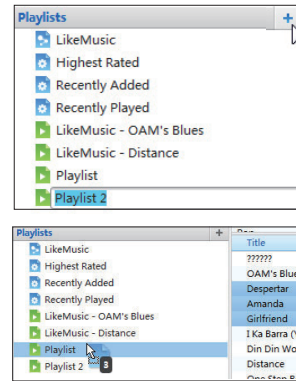 Playlists +
LikeMusic
Highest Rated
Recently Added
Recently Played
LikeMusic - OAM's Blues
LikeMusic - Distance
Playlist
Playlist 2
Playlists +
LikeMusic
Highest Rated
Recently Added
Recently Played
LikeMusic - OAM's Blues
LikeMusic - Distance
Playlist
Playlist 2
3
Title
??????
OAM's Blue
Despertar
Amanda
Girlfriend
I Ka Barra (Y
Din Din Wo
Distance